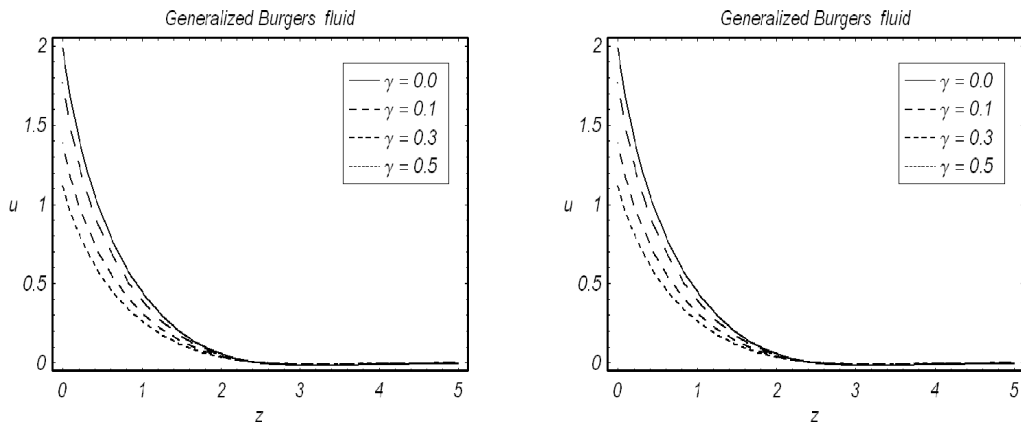 Generalized Burgers fluid
2
1.5
1
0.5
0
u
0 1 2 3 4 5
z
γ = 0.0
γ = 0.1
γ = 0.3
γ = 0.5
Generalized Burgers fluid
2
1.5
1
0.5
0
u
0 1 2 3 4 5
z
γ = 0.0
γ = 0.1
γ = 0.3
γ = 0.5